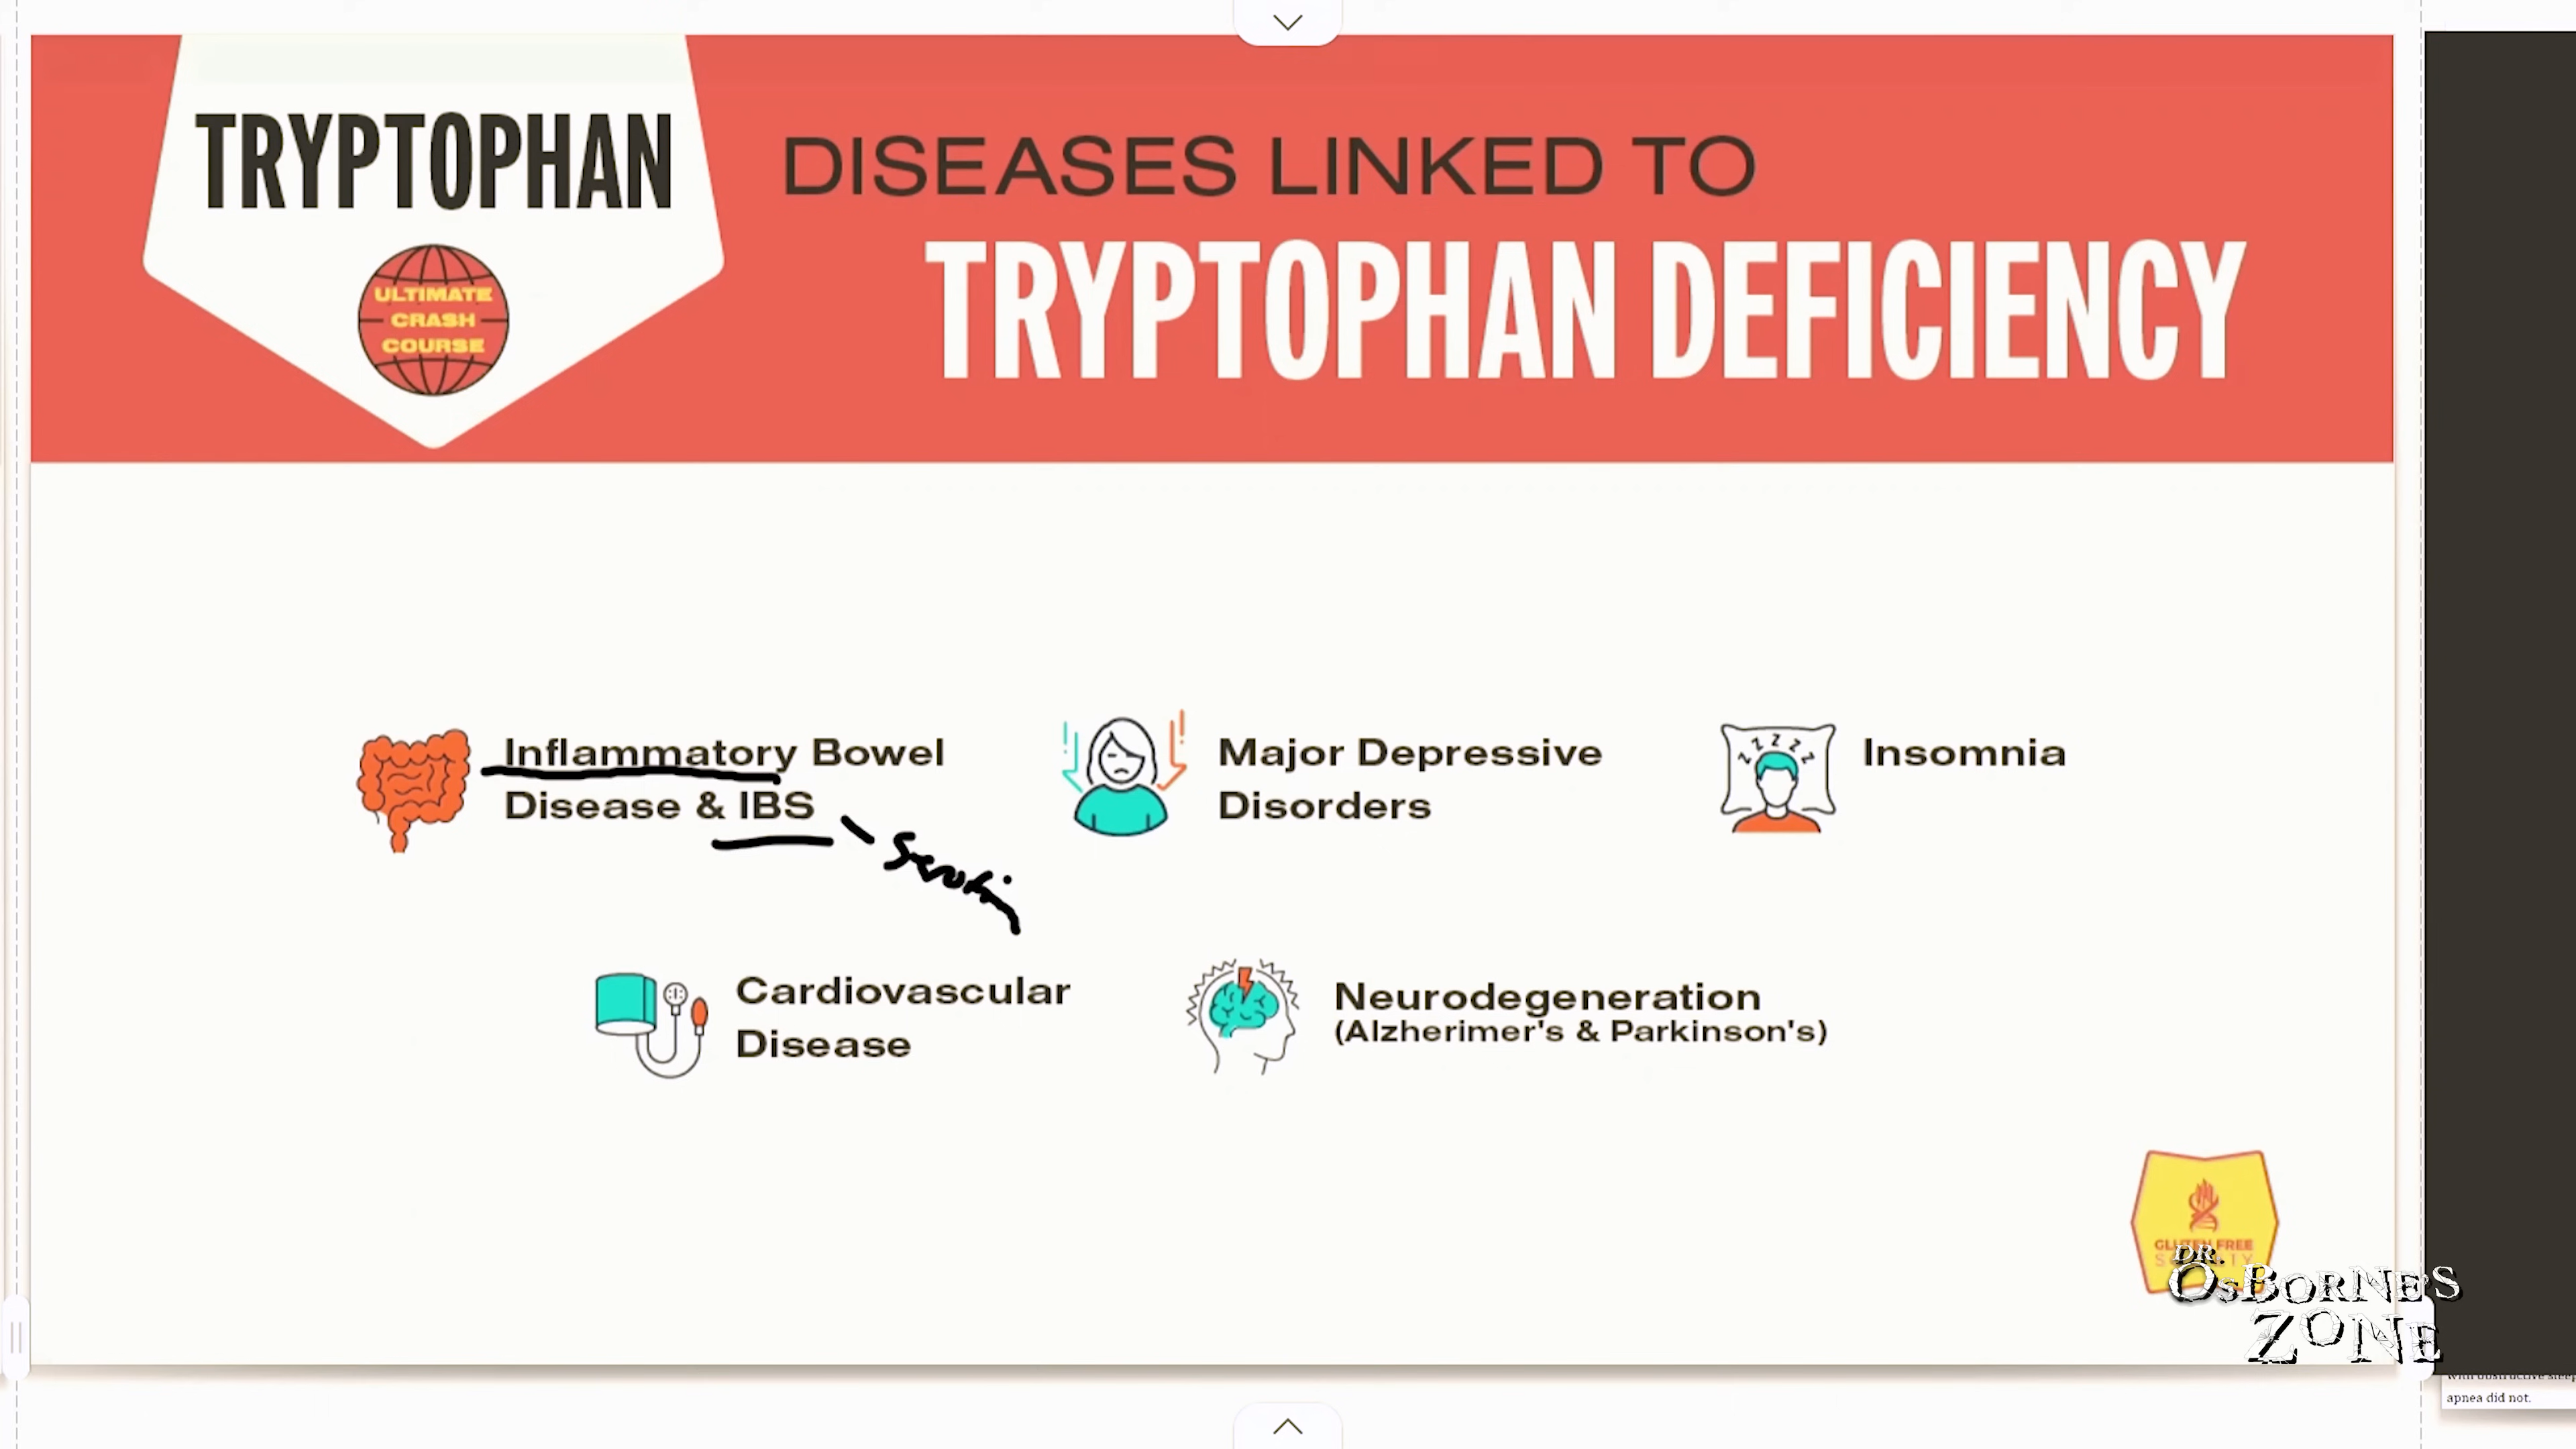 TRYPTOPHAN
ULTIMATE
CRASH
COURSE
DISEASES LINKED TO
TRYPTOPHAN DEFICIENCY
Inflammatory Bowel
Disease & IBS
Major Depressive
Disorders
z z z z z
Insomnia
Cardiovascular
Disease
Neurodegeneration
(Alzherimer's & Parkinson's)
GLUTEN FREE
DR.
OSBORNE'S
ZONE
apnea did not.